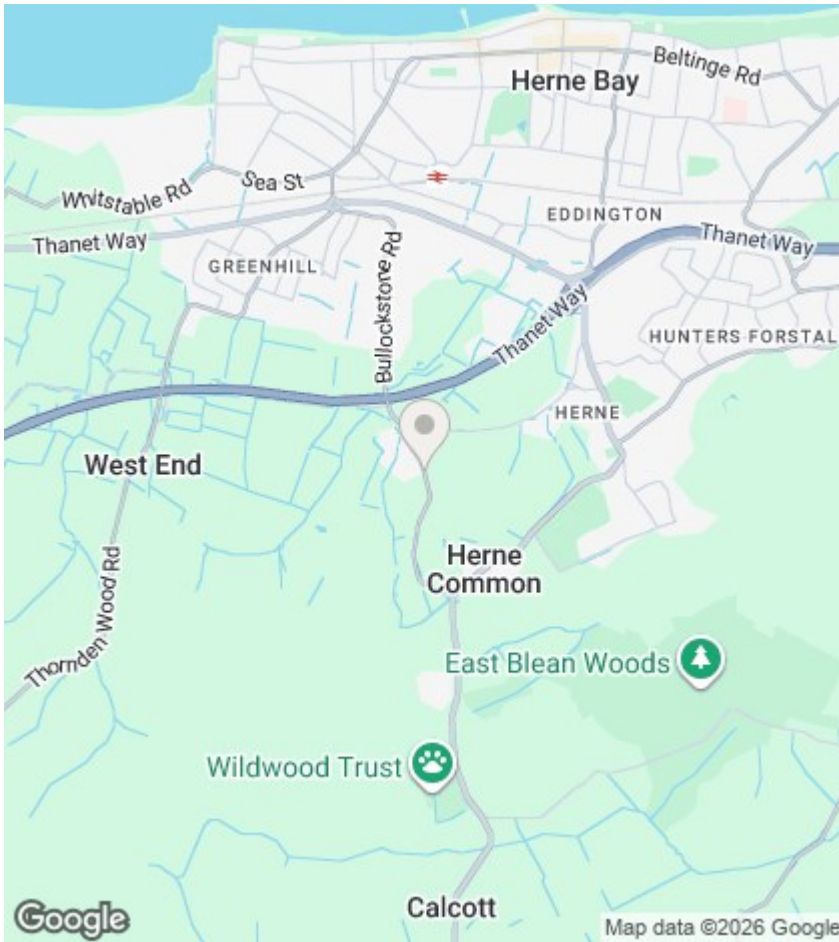 Beltinge Rd
Herne Bay
Whitstable Rd
Sea St
EDDINGTON
Thanet Way
Thanet Way
GREENHILL
Bullockstone Rd
Thanet Way
HUNTERS FORSTAL
HERNE
West End
Herne
Common
Thornden Wood Rd
East Blean Woods
Wildwood Trust
Calcott
Google
Map data ©2026 Google